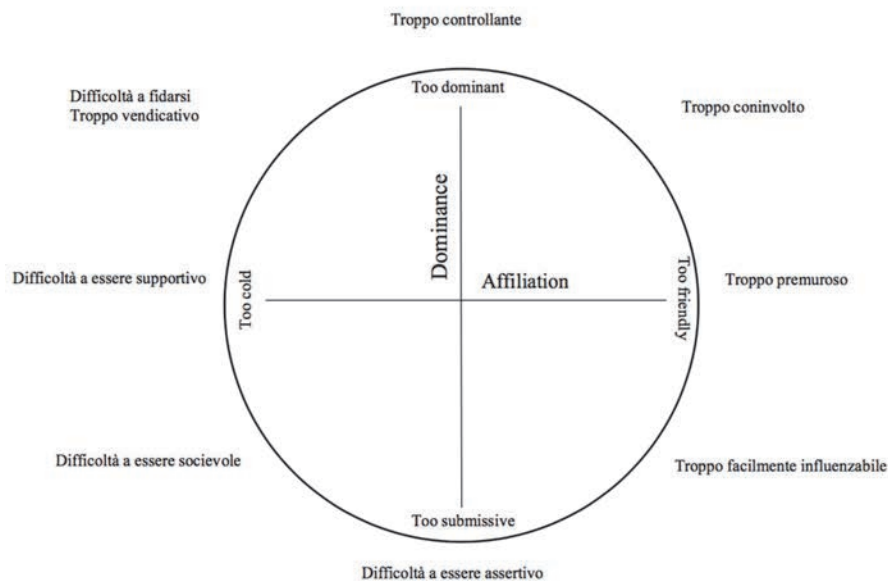 Troppo controllante
Too dominant
Difficoltà a fidarsi
Troppo vendicativo
Troppo coninvolto
Dominance
Difficoltà a essere supportivo
Too cold
Affiliation
Too friendly
Troppo premuroso
Difficoltà a essere socievole
Troppo facilmente influenzabile
Too submissive
Difficoltà a essere assertivo